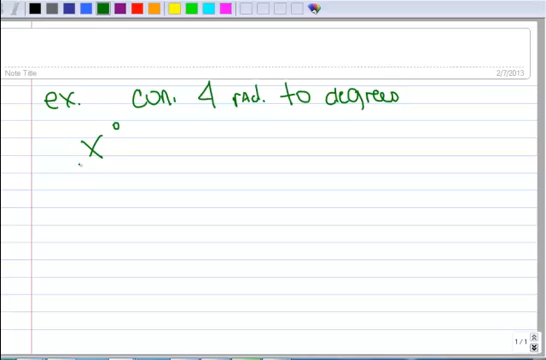 Note Title
2/7/2013
ex. con. 4 rad. to degrees
x°
1/1